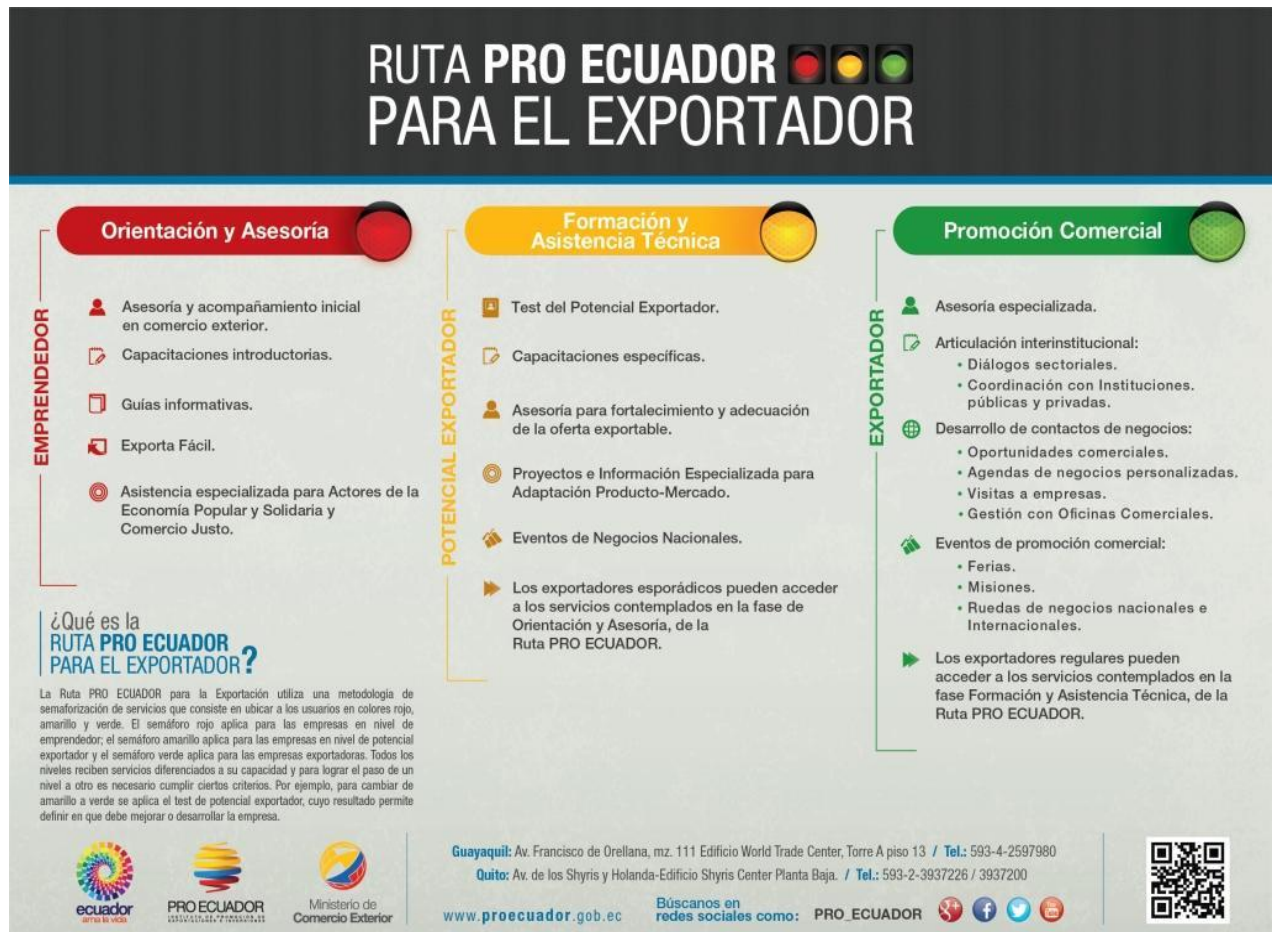 RUTA PRO ECUADOR
PARA EL EXPORTADOR
EMPRENDEDOR
Orientación y Asesoría
Asesoría y acompañamiento inicial
en comercio exterior.
Capacitaciones introductorias.
Guías informativas.
Exporta Fácil.
Asistencia especializada para Actores de la
Economía Popular y Solidaria y
Comercio Justo.
POTENCIAL EXPORTADOR
Formación y
Asistencia Técnica
Test del Potencial Exportador.
Capacitaciones específicas.
Asesoría para fortalecimiento y adecuación
de la oferta exportable.
Proyectos e Información Especializada para
Adaptación Producto-Mercado.
Eventos de Negocios Nacionales.
Los exportadores esporádicos pueden acceder
a los servicios contemplados en la fase de
Orientación y Asesoría, de la
Ruta PRO ECUADOR.
EXPORTADOR
Promoción Comercial
Asesoría especializada.
Articulación interinstitucional:
• Diálogos sectoriales.
• Coordinación con Instituciones.
públicas y privadas.
Desarrollo de contactos de negocios:
• Oportunidades comerciales.
• Agendas de negocios personalizadas.
• Visitas a empresas.
• Gestión con Oficinas Comerciales.
Eventos de promoción comercial:
• Ferias.
• Misiones.
• Ruedas de negocios nacionales e
Internacionales.
Los exportadores regulares pueden
acceder a los servicios contemplados en la
fase Formación y Asistencia Técnica, de la
Ruta PRO ECUADOR.
¿Qué es la
RUTA PRO ECUADOR
PARA EL EXPORTADOR?
La Ruta PRO ECUADOR para la Exportación utiliza una metodología de
semaforización de servicios que consiste en ubicar a los usuarios en colores rojo,
amarillo y verde. El semáforo rojo aplica para las empresas en nivel de
emprendedor; el semáforo amarillo aplica para las empresas en nivel de potencial
exportador y el semáforo verde aplica para las empresas exportadoras. Todos los
niveles reciben servicios diferenciados a su capacidad y para lograr el paso de un
nivel a otro es necesario cumplir ciertos criterios. Por ejemplo, para cambiar de
amarillo a verde se aplica el test de potencial exportador, cuyo resultado permite
definir en que debe mejorar o desarrollar la empresa.
ecuador
ama la vida
PRO ECUADOR
INSTITUTO DE PROMOCIÓN DE
EXPORTACIONES E INVERSIONES
Ministerio de
Comercio Exterior
Guayaquil: Av. Francisco de Orellana, mz. 111 Edificio World Trade Center, Torre A piso 13 / Tel.: 593-4-2597980
Quito: Av. de los Shyris y Holanda-Edificio Shyris Center Planta Baja. / Tel.: 593-2-3937226 / 3937200
www.proecuador.gob.ec
Búscanos en
redes sociales como: PRO_ECUADOR